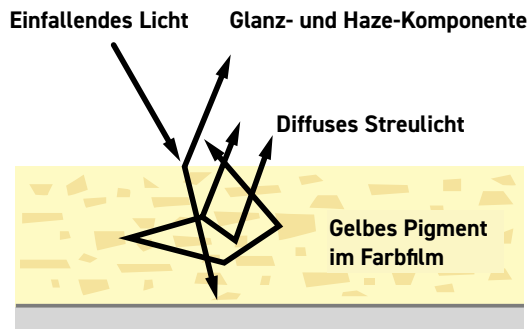 Einfallendes Licht
Glanz- und Haze-Komponente
Diffuses Streulicht
Gelbes Pigment
im Farbfilm